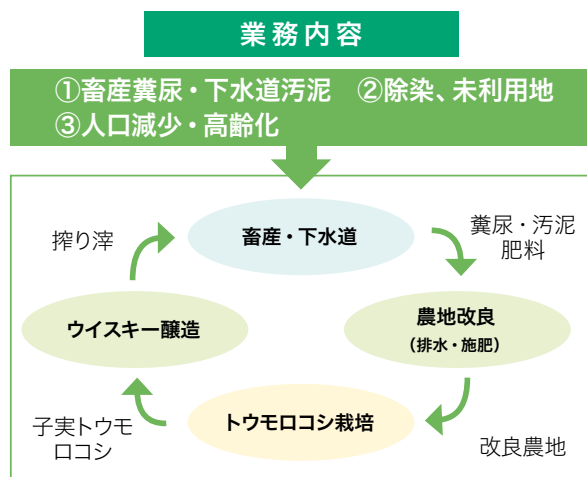 業務内容
①畜産糞尿・下水道汚泥　②除染、未利用地
③人口減少・高齢化
畜産・下水道
糞尿・汚泥
肥料
農地改良
（排水・施肥）
改良農地
トウモロコシ栽培
子実トウモ
ロコシ
ウイスキー醸造
搾り滓